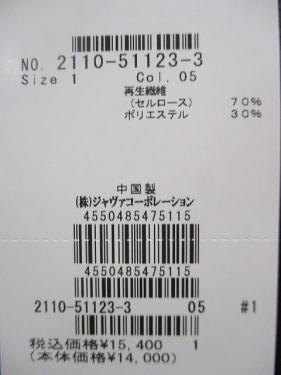 NO. 2110-51123-3
Size 1 Col. 05
再生繊維
(セルロース) 70%
ポリエステル 30%
中国製
(株)ジャヴァコーポレーション
4550485475115
4550485475115
2110-51123-3 05 #1
税込価格¥15,400 1
(本体価格¥14,000)